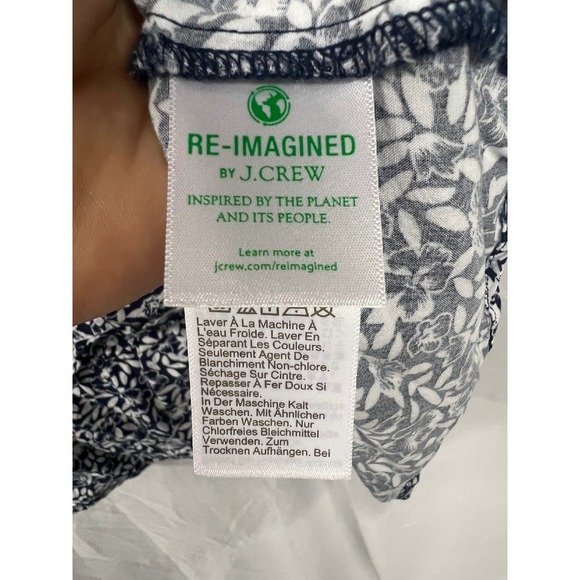 RE-IMAGINED
BY J.CREW
INSPIRED BY THE PLANET
AND ITS PEOPLE.
Learn more at
jcrew.com/reimagined
Laver À La Machine À
L'eau Froide. Laver En
Séparant Les Couleurs.
Seulement Agent De
Blanchiment Non-chlore.
Séchage Sur Cintre.
Repasser À Fer Doux Si
Nécessaire.
In Der Maschine Kalt
Waschen. Mit Ähnlichen
Farben Waschen. Nur
Chlorfreies Bleichmittel
Verwenden. Zum
Trocknen Aufhängen. Bei